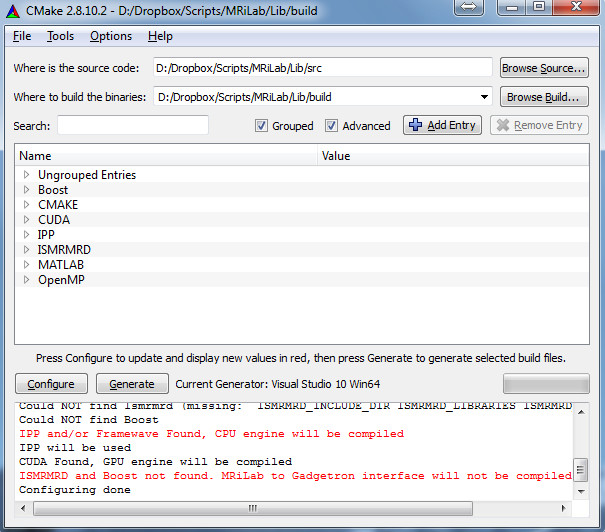 CMake 2.8.10.2 - D:/Dropbox/Scripts/MRiLab/Lib/build
File Tools Options Help
Where is the source code: D:/Dropbox/Scripts/MRiLab/Lib/src Browse Source...
Where to build the binaries: D:/Dropbox/Scripts/MRiLab/Lib/build Browse Build...
Search: Grouped Advanced Add Entry Remove Entry
Name Value
Ungrouped Entries
Boost
CMAKE
CUDA
IPP
ISMRMRD
MATLAB
OpenMP
Press Configure to update and display new values in red, then press Generate to generate selected build files.
Configure Generate Current Generator: Visual Studio 10 Win64
Could NOT find Ismrmrd (missing: ISMRMRD_INCLUDE_DIR ISMRMRD_LIBRARIES ISMRMRD
Could NOT find Boost
IPP and/or Framewave Found, CPU engine will be compiled
IPP will be used
CUDA Found, GPU engine will be compiled
ISMRMRD and Boost not found. MRiLab to Gadgetron interface will not be compiled
Configuring done